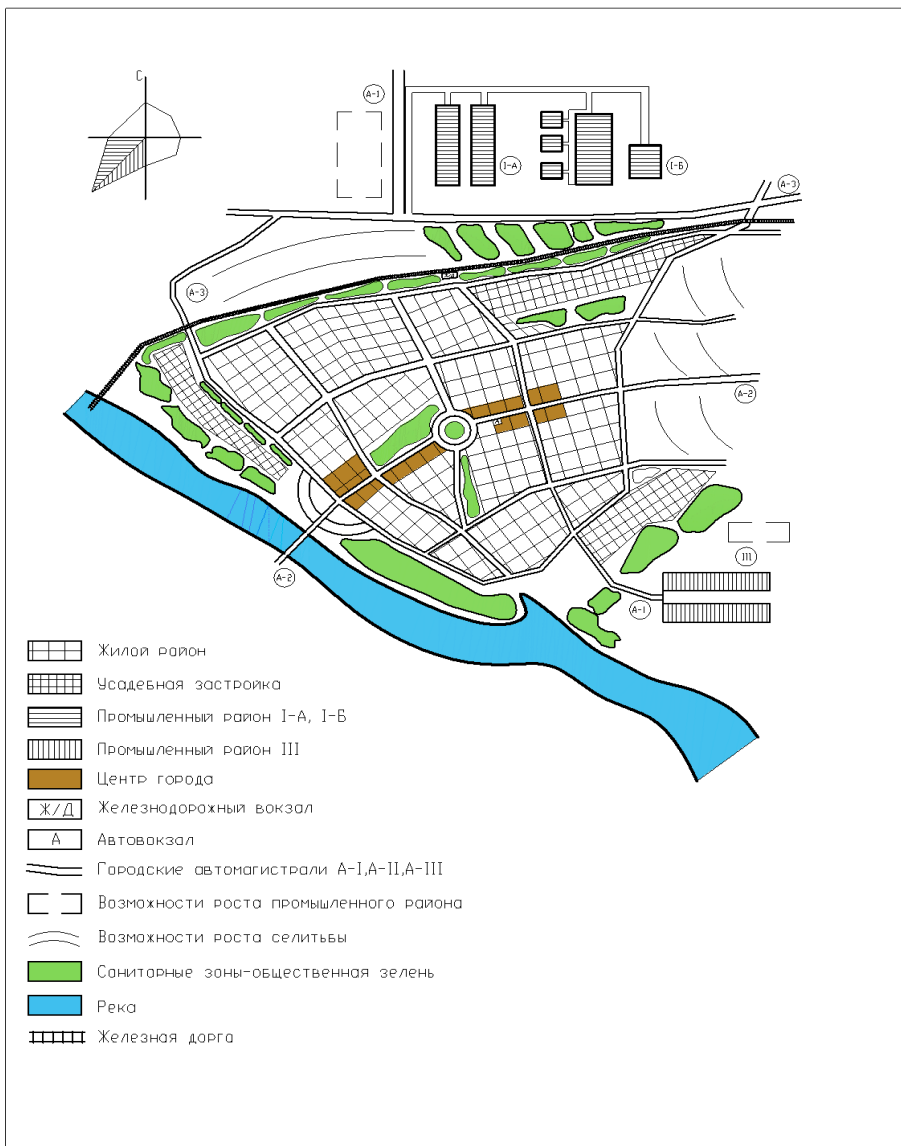 С
А-1
I-А
I-Б
А-3
А-3
Ж/Д
А-2
А
А-2
III
А-1
Жилой район
Усадебная застройка
Промышленный район I-А, I-Б
Промышленный район III
Центр города
Ж/Д Железнодорожный вокзал
А Автовокзал
Городские автомагистрали А-I,А-II,А-III
Возможности роста промышленного района
Возможности роста селитьбы
Санитарные зоны-общественная зелень
Река
Железная дорга